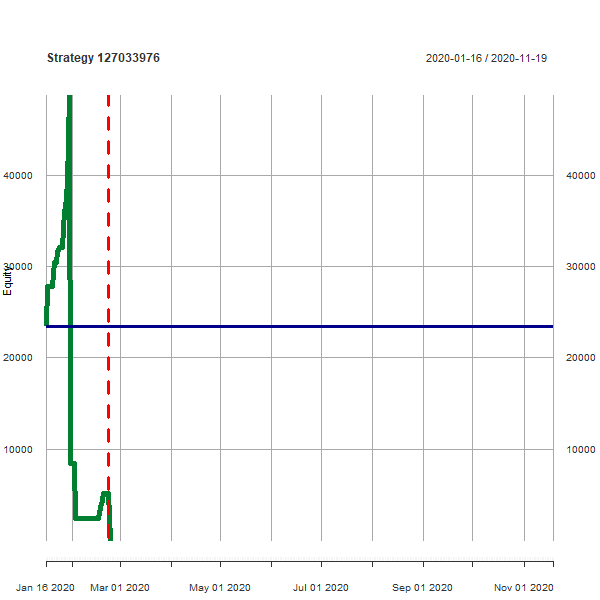 Strategy 127033976
2020-01-16 / 2020-11-19
40000
40000
30000
30000
Equity
20000
20000
10000
10000
Jan 16 2020
Mar 01 2020
May 01 2020
Jul 01 2020
Sep 01 2020
Nov 01 2020